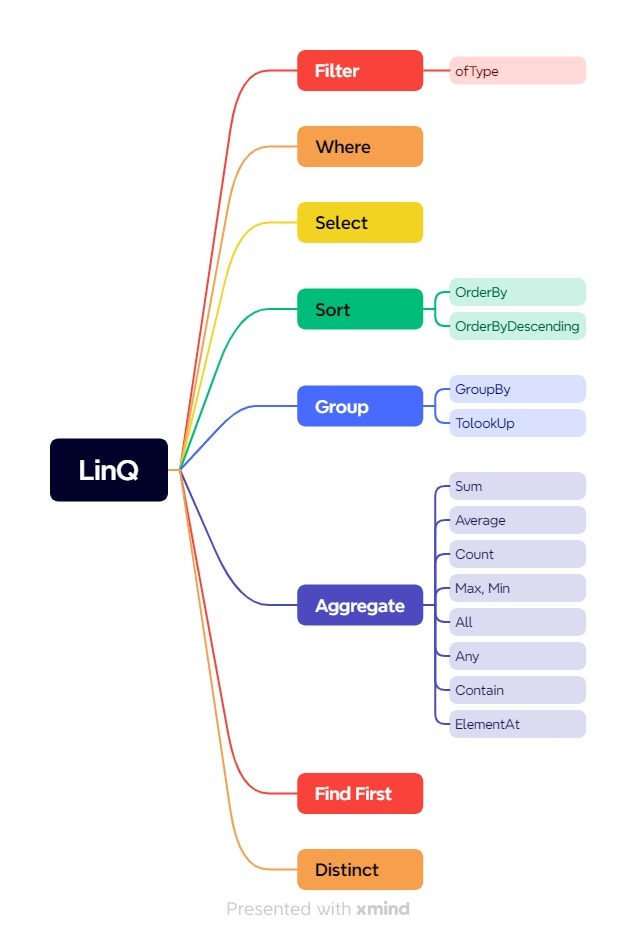 Filter
ofType
Where
Select
Sort
OrderBy
OrderByDescending
Group
GroupBy
TolookUp
LinQ
Aggregate
Sum
Average
Count
Max, Min
All
Any
Contain
ElementAt
Find First
Distinct
Presented with xmind